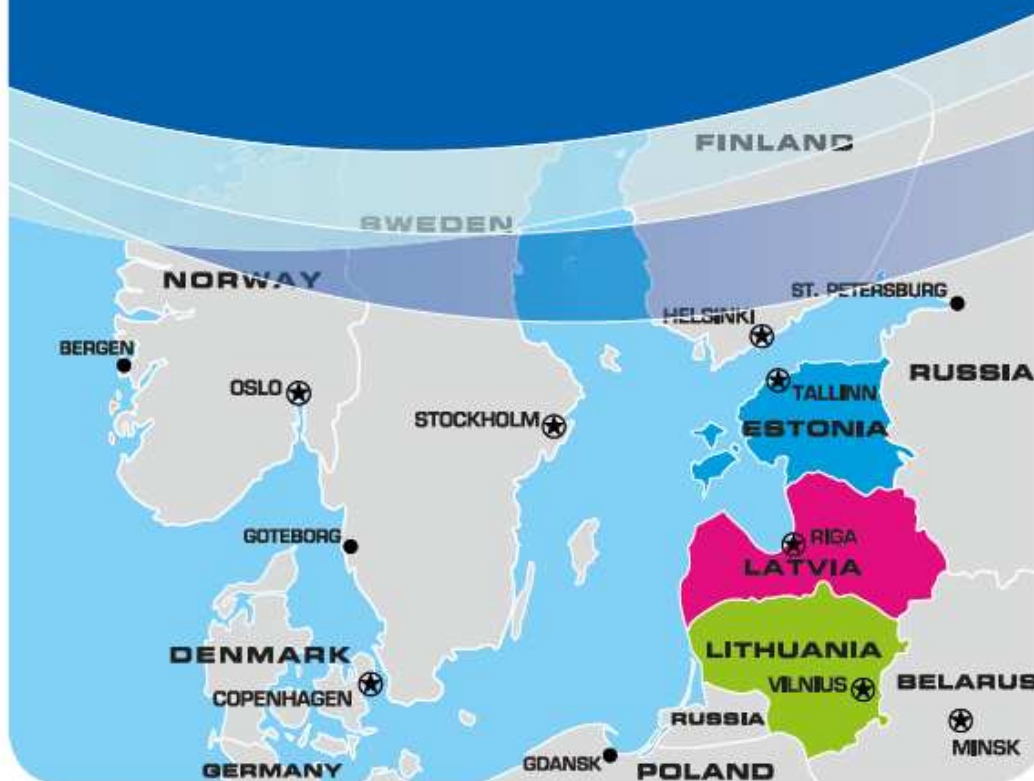 FINLAND
SWEDEN
NORWAY
ST. PETERSBURG
HELSINKI
BERGEN
RUSSIA
OSLO
TALLINN
STOCKHOLM
ESTONIA
GOTEBORG
RIGA
LATVIA
LITHUANIA
DENMARK
BELARUS
VILNIUS
COPENHAGEN
RUSSIA
MINSK
GDANSK
GERMANY
POLAND